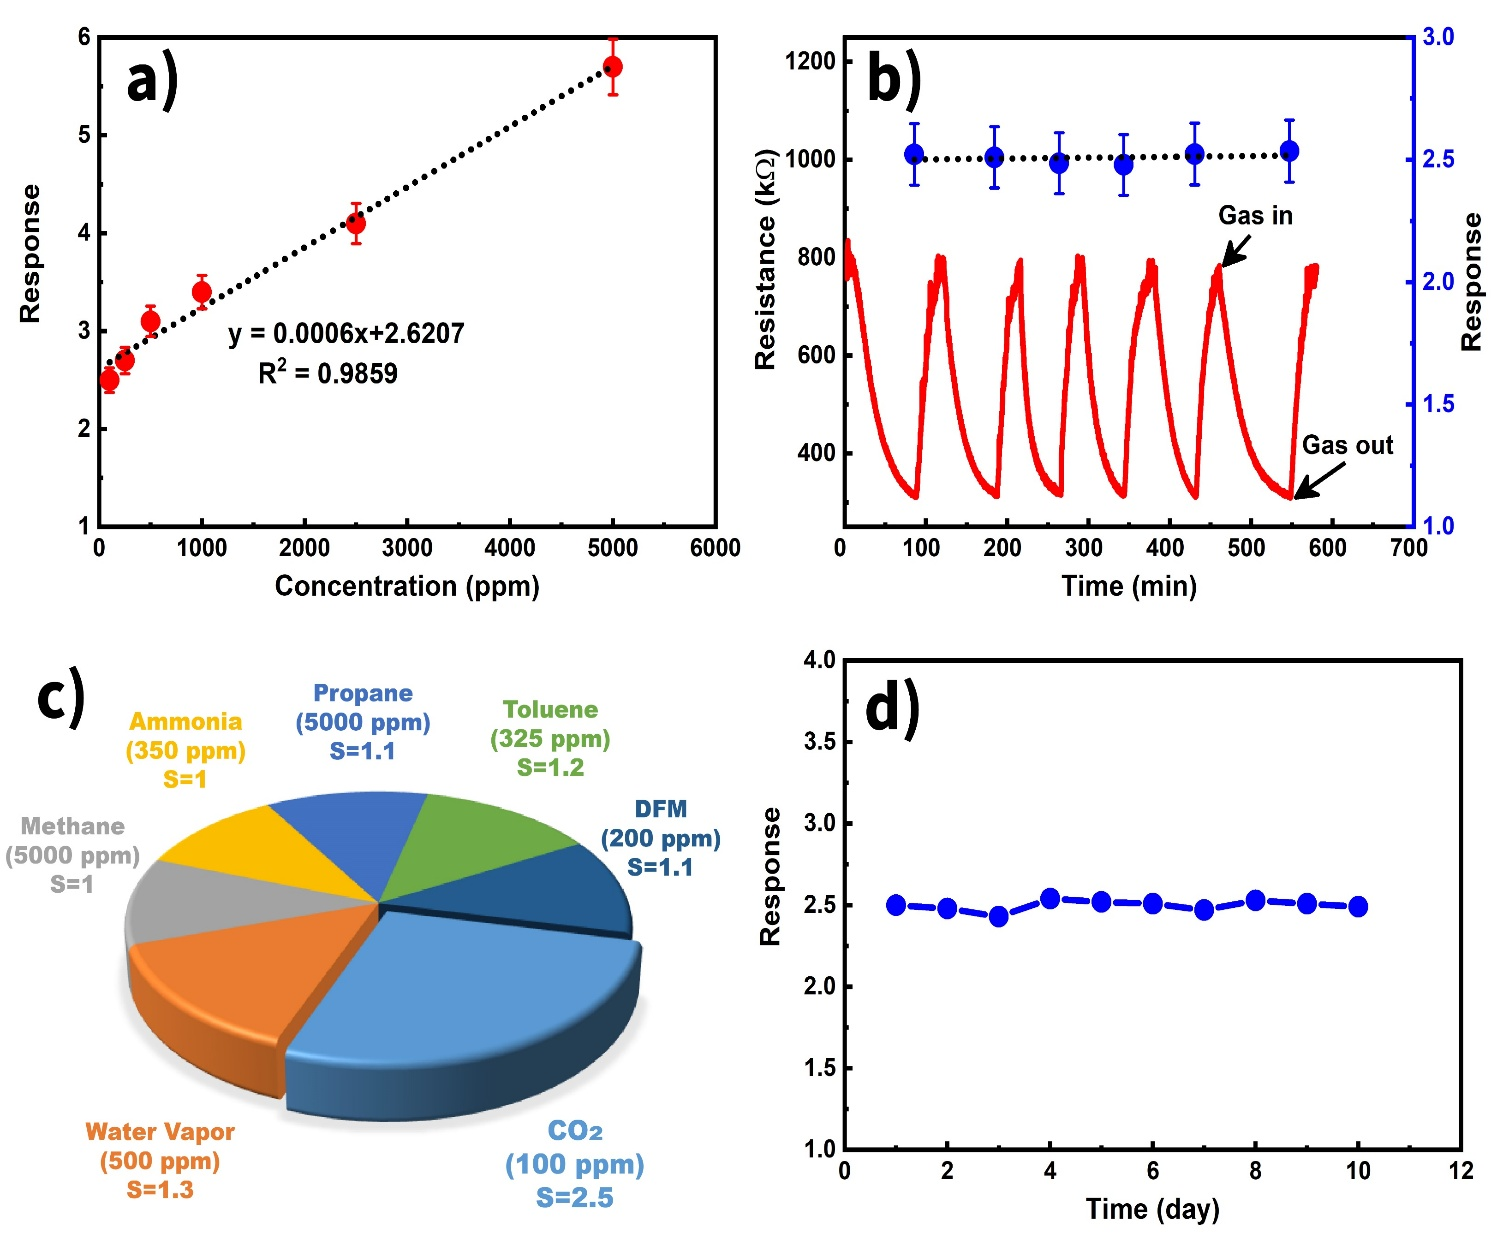 a)
6
5
4
3
2
1
Response
y = 0.0006x+2.6207
R² = 0.9859
0 1000 2000 3000 4000 5000 6000
Concentration (ppm)
b)
1200
1000
800
600
400
Resistance (kΩ)
3.0
2.5
2.0
1.5
1.0
Response
Gas in
Gas out
0 100 200 300 400 500 600 700
Time (min)
c)
Propane
(5000 ppm)
S=1.1
Toluene
(325 ppm)
S=1.2
Ammonia
(350 ppm)
S=1
DFM
(200 ppm)
S=1.1
Methane
(5000 ppm)
S=1
Water Vapor
(500 ppm)
S=1.3
CO₂
(100 ppm)
S=2.5
d)
4.0
3.5
3.0
2.5
2.0
1.5
1.0
Response
0 2 4 6 8 10 12
Time (day)